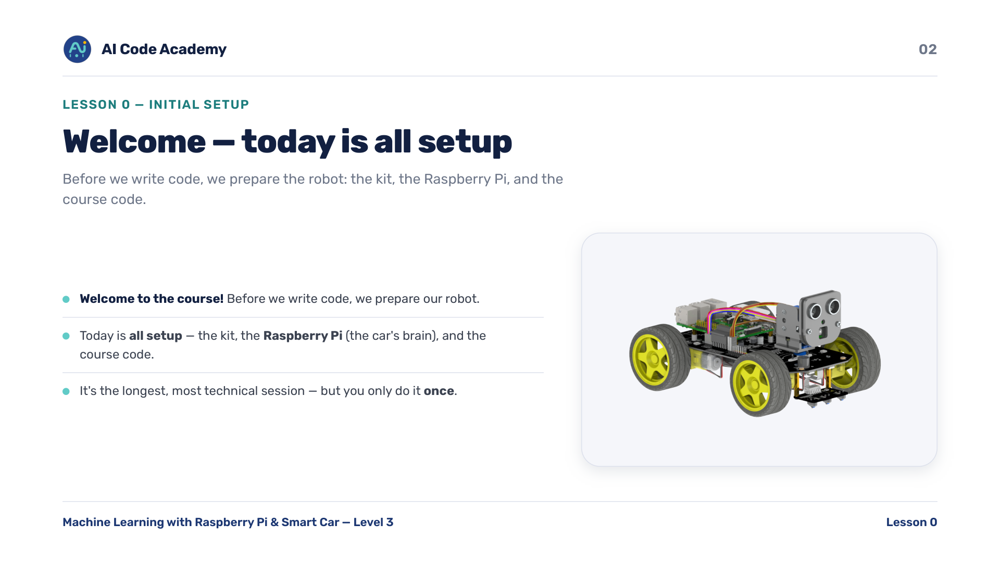 AI Code Academy
02
LESSON 0 — INITIAL SETUP
Welcome — today is all setup
Before we write code, we prepare the robot: the kit, the Raspberry Pi, and the
course code.
Welcome to the course! Before we write code, we prepare our robot.
Today is all setup — the kit, the Raspberry Pi (the car's brain), and the
course code.
It's the longest, most technical session — but you only do it once.
Machine Learning with Raspberry Pi & Smart Car — Level 3
Lesson 0